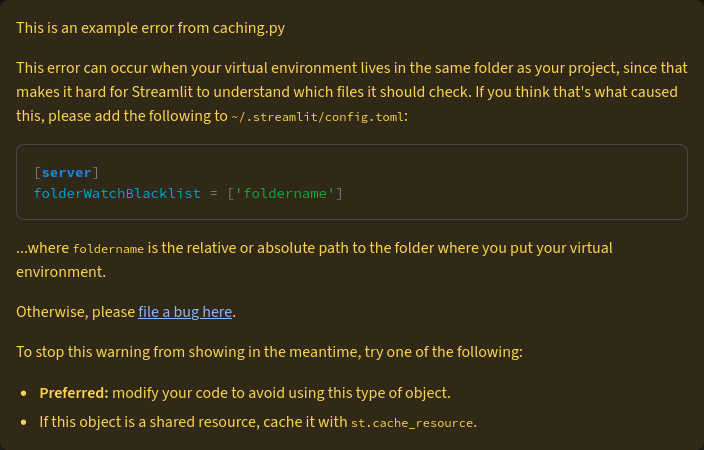 This is an example error from caching.py
This error can occur when your virtual environment lives in the same folder as your project, since that
makes it hard for Streamlit to understand which files it should check. If you think that's what caused
this, please add the following to ~/.streamlit/config.toml:
[server]
folderWatchBlacklist = ['foldername']
...where foldername is the relative or absolute path to the folder where you put your virtual
environment.
Otherwise, please file a bug here.
To stop this warning from showing in the meantime, try one of the following:
• Preferred: modify your code to avoid using this type of object.
• If this object is a shared resource, cache it with st.cache_resource.